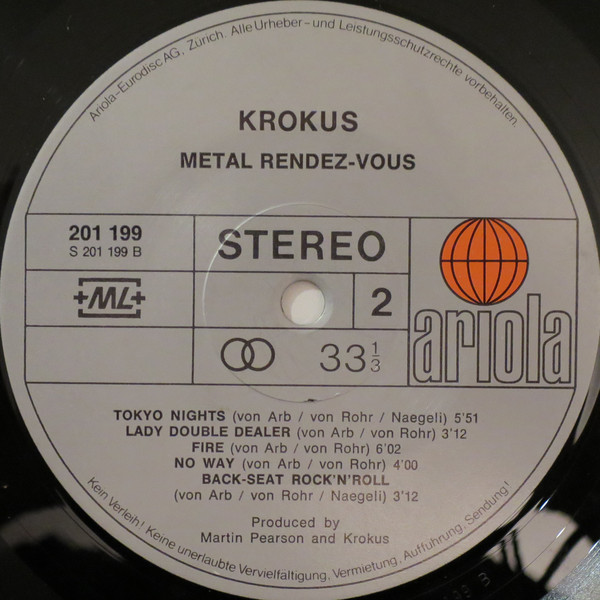 Ariola-Eurodisc AG, Zürich. Alle Urheber- und Leistungsschutzrechte vorbehalten.
KROKUS
METAL RENDEZ-VOUS
201 199
S 201 199 B
STEREO
+ML+
2
33 1/3
ariola
TOKYO NIGHTS (von Arb / von Rohr / Naegeli) 5'51
LADY DOUBLE DEALER (von Arb / von Rohr) 3'12
FIRE (von Arb / von Rohr) 6'02
NO WAY (von Arb / von Rohr) 4'00
BACK-SEAT ROCK'N'ROLL
(von Arb / von Rohr / Naegeli) 3'12
Produced by
Martin Pearson and Krokus
Kein Verleih! Keine unerlaubte Vervielfältigung, Vermietung, Aufführung, Sendung!